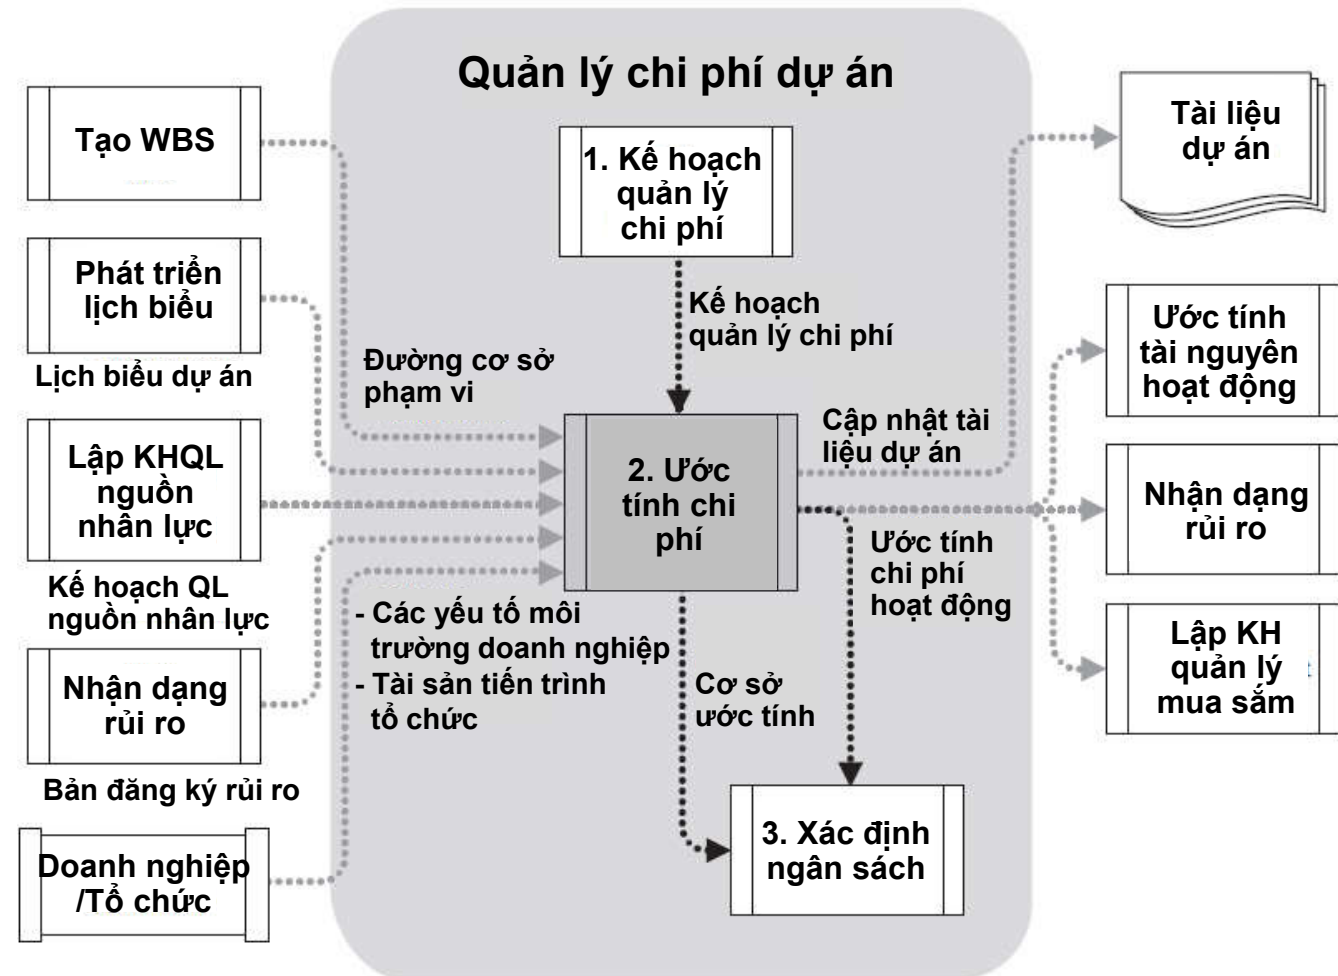 Quản lý chi phí dự án
Tạo WBS
Phát triển
lịch biểu
Lịch biểu dự án
Lập KHQL
nguồn
nhân lực
Kế hoạch QL
nguồn nhân lực
Nhận dạng
rủi ro
Bản đăng ký rủi ro
Doanh nghiệp
/Tổ chức
1. Kế hoạch
quản lý
chi phí
Kế hoạch
quản lý chi phí
Đường cơ sở
phạm vi
2. Ước
tính chi
phí
- Các yếu tố môi
trường doanh nghiệp
- Tài sản tiến trình
tổ chức
Cập nhật tài
liệu dự án
Ước tính
chi phí
hoạt động
Cơ sở
ước tính
3. Xác định
ngân sách
Tài liệu
dự án
Ước tính
tài nguyên
hoạt động
Nhận dạng
rủi ro
Lập KH
quản lý
mua sắm